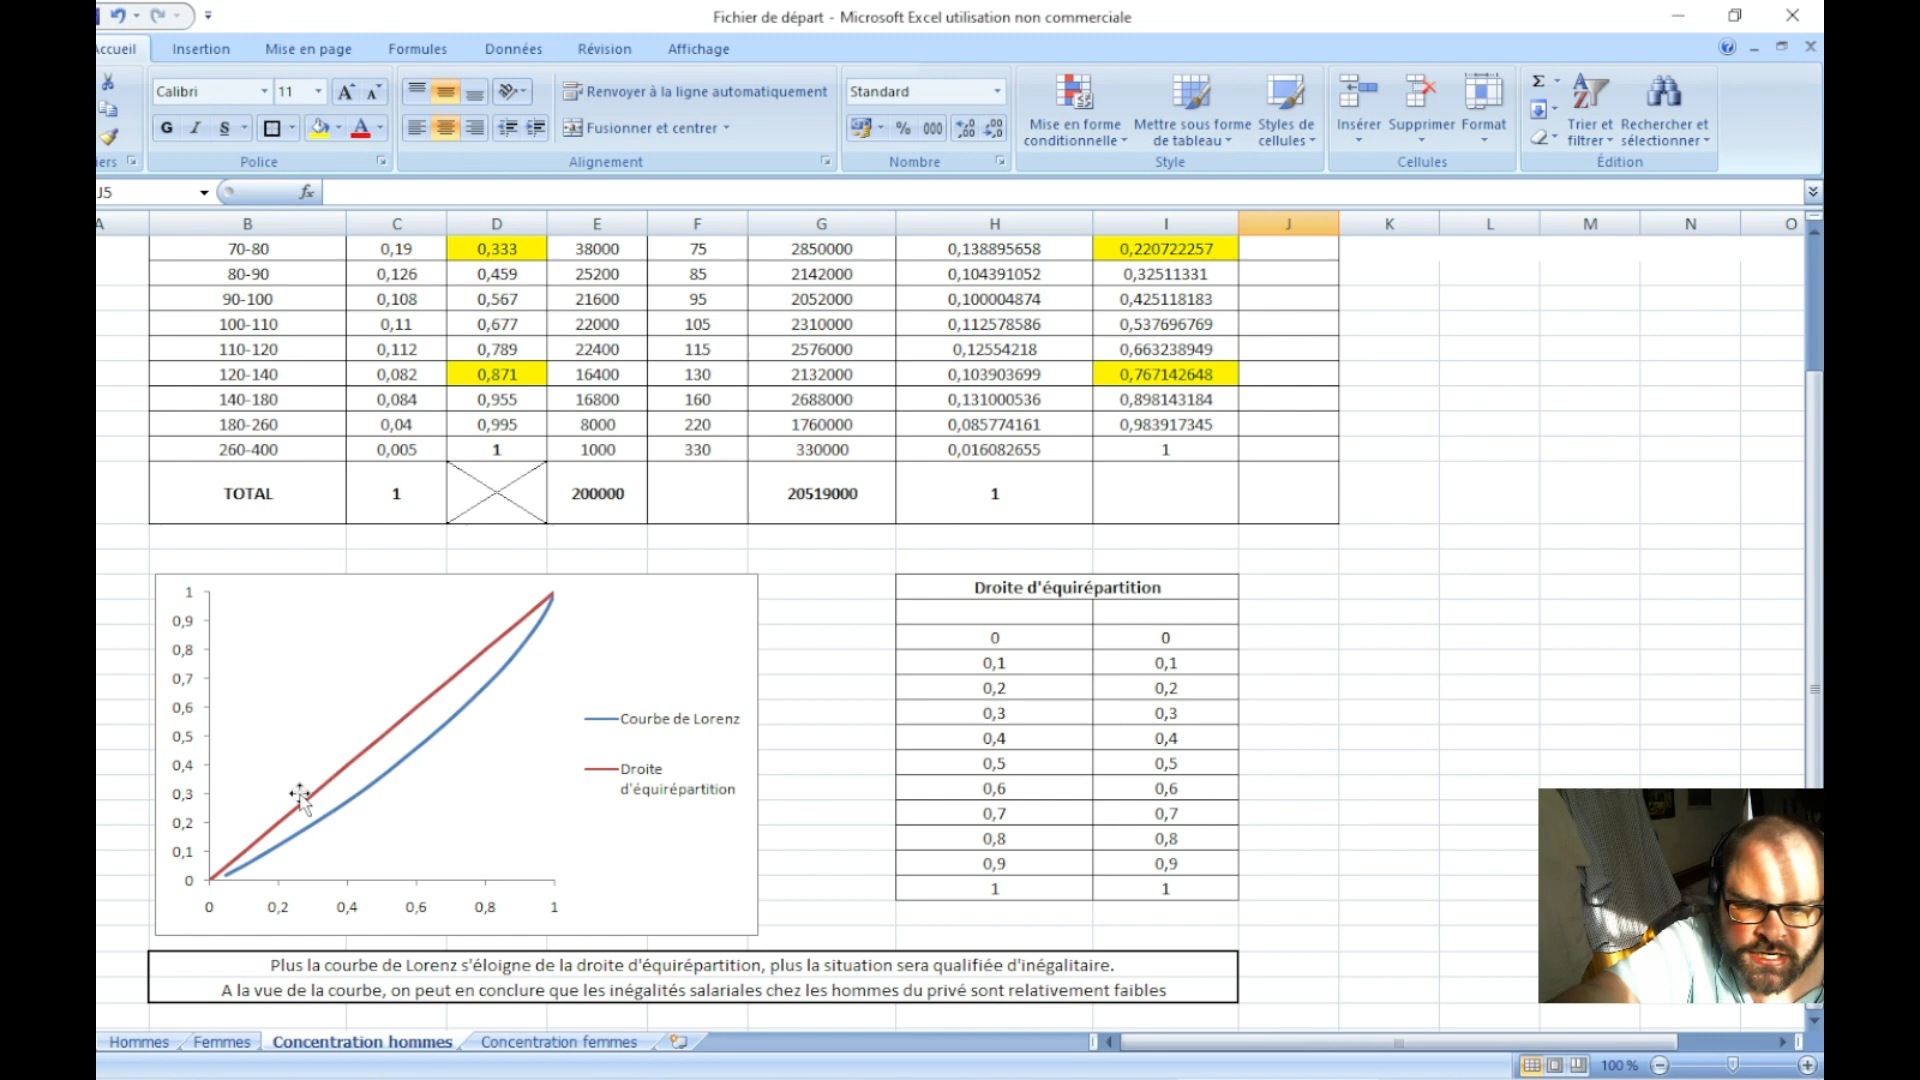 Fichier de départ - Microsoft Excel utilisation non commerciale
Insertion Mise en page Formules Données Révision Affichage
Calibri 11 Renvoyer à la ligne automatiquement Standard
G I S Fusionner et centrer % 000
Mise en forme conditionnelle Mettre sous forme de tableau Styles de cellules Insérer Supprimer Format Trier et filtrer Rechercher et sélectionner
Police Alignement Nombre Style Cellules Édition
J5 fx
A B C D E F G H I J K L M N O
70-80 0,19 0,333 38000 75 2850000 0,138895658 0,220722257
80-90 0,126 0,459 25200 85 2142000 0,104391052 0,32511331
90-100 0,108 0,567 21600 95 2052000 0,100004874 0,425118183
100-110 0,11 0,677 22000 105 2310000 0,112578586 0,537696769
110-120 0,112 0,789 22400 115 2576000 0,12554218 0,663238949
120-140 0,082 0,871 16400 130 2132000 0,103903699 0,767142648
140-180 0,084 0,955 16800 160 2688000 0,131000536 0,898143184
180-260 0,04 0,995 8000 220 1760000 0,085774161 0,983917345
260-400 0,005 1 1000 330 330000 0,016082655 1
TOTAL 1 200000 20519000 1
1
0,9
0,8
0,7
0,6
0,5
0,4
0,3
0,2
0,1
0
0 0,2 0,4 0,6 0,8 1
Courbe de Lorenz
Droite
d'équirépartition
Droite d'équirépartition
0 0
0,1 0,1
0,2 0,2
0,3 0,3
0,4 0,4
0,5 0,5
0,6 0,6
0,7 0,7
0,8 0,8
0,9 0,9
1 1
Plus la courbe de Lorenz s'éloigne de la droite d'équirépartition, plus la situation sera qualifiée d'inégalitaire.
A la vue de la courbe, on peut en conclure que les inégalités salariales chez les hommes du privé sont relativement faibles
Hommes Femmes Concentration hommes Concentration femmes
100 %